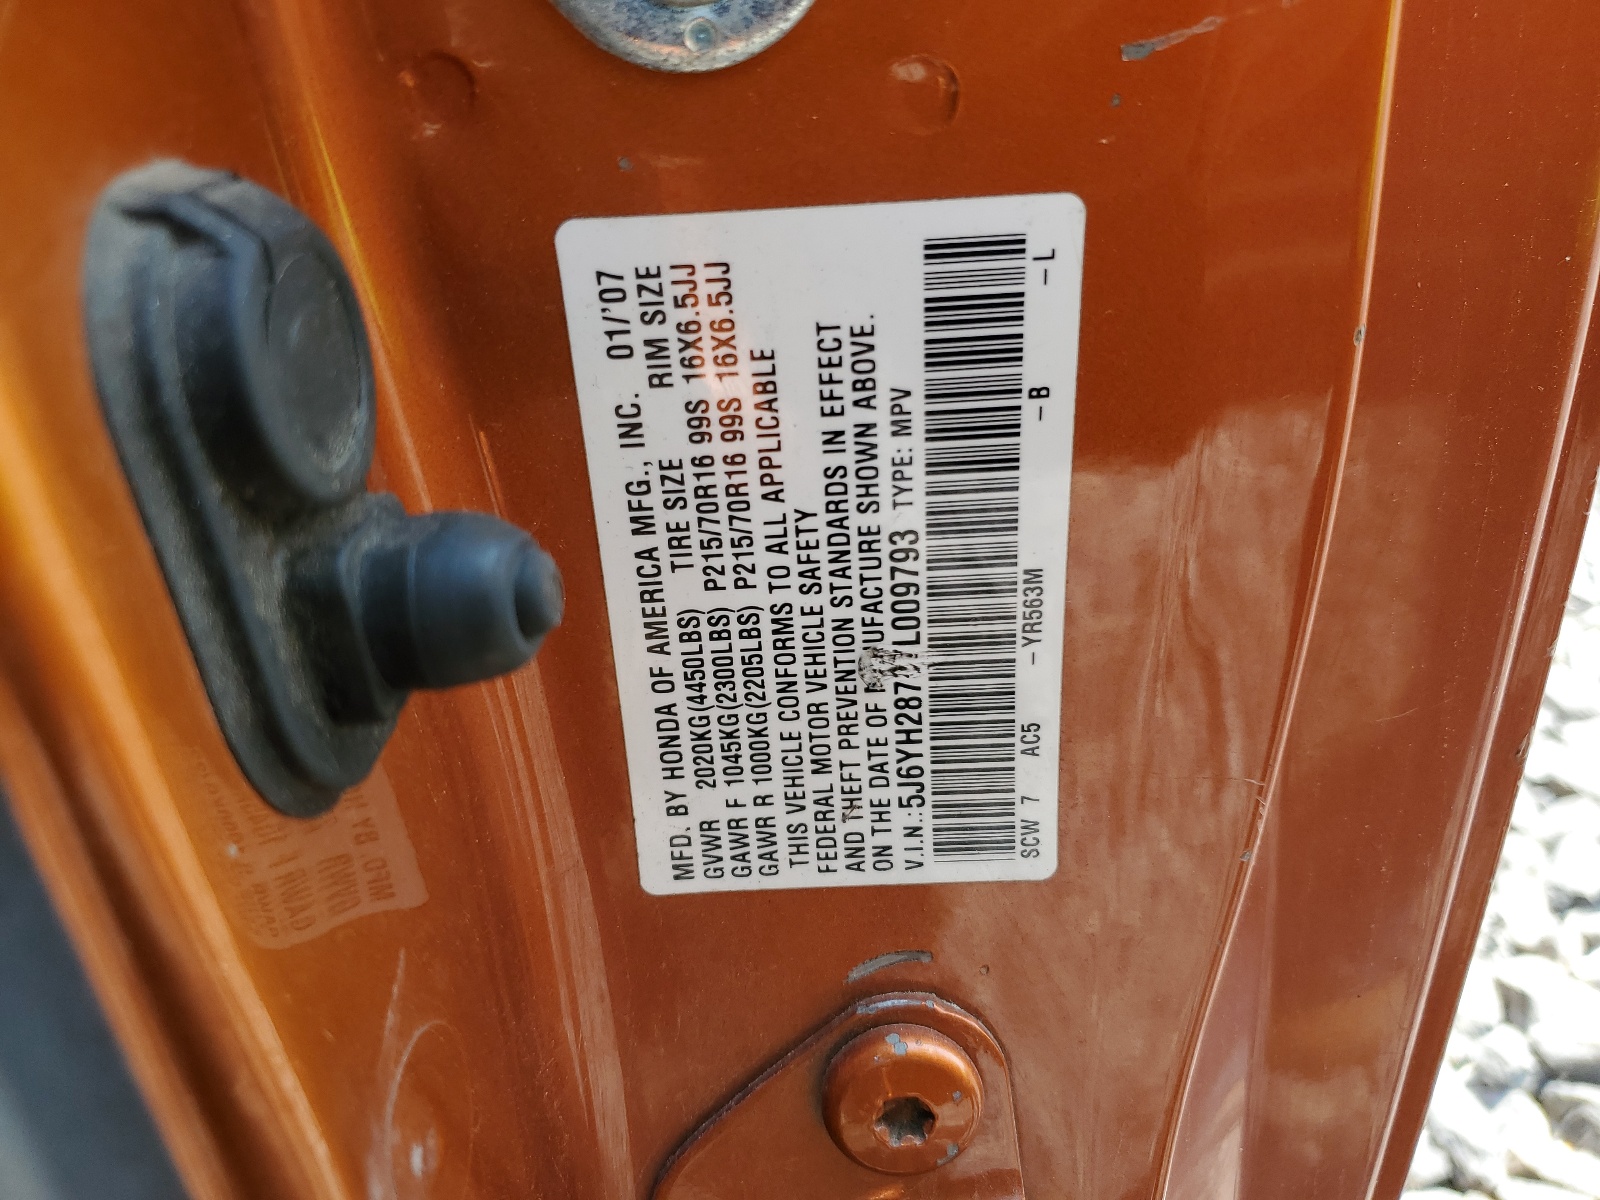 MFD. BY HONDA OF AMERICA MFG., INC. 01/'07
GVWR 2020KG(4450LBS) TIRE SIZE RIM SIZE
GAWR F 1045KG(2300LBS) P215/70R16 99S 16X6.5JJ
GAWR R 1000KG(2205LBS) P215/70R16 99S 16X6.5JJ
THIS VEHICLE CONFORMS TO ALL APPLICABLE
FEDERAL MOTOR VEHICLE SAFETY
AND THEFT PREVENTION STANDARDS IN EFFECT
ON THE DATE OF MANUFACTURE SHOWN ABOVE.
V.I.N.: TYPE: MPV
SCW 7 AC5 - YR563M -B -L